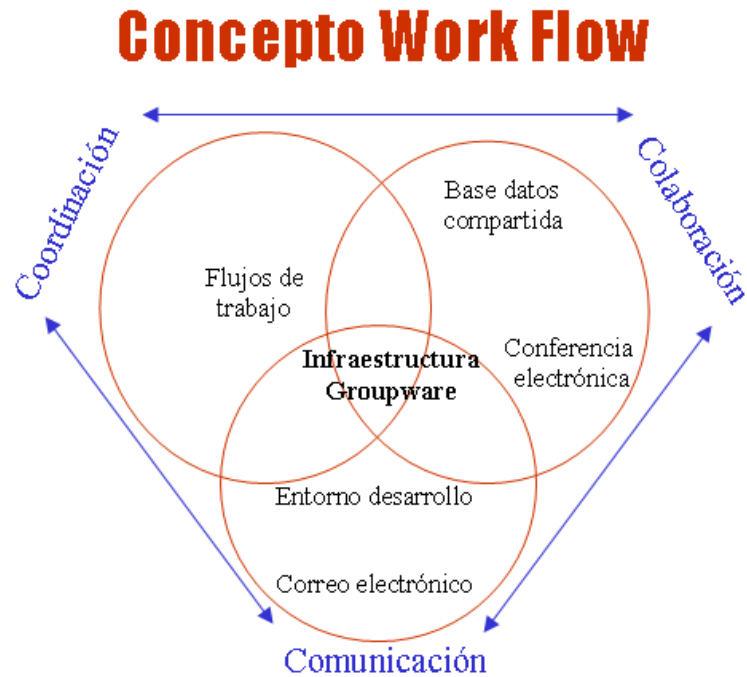 Concepto Work Flow
Coordinación
Colaboración
Base datos
compartida
Flujos de
trabajo
Conferencia
electrónica
Infraestructura
Groupware
Entorno desarrollo
Correo electrónico
Comunicación